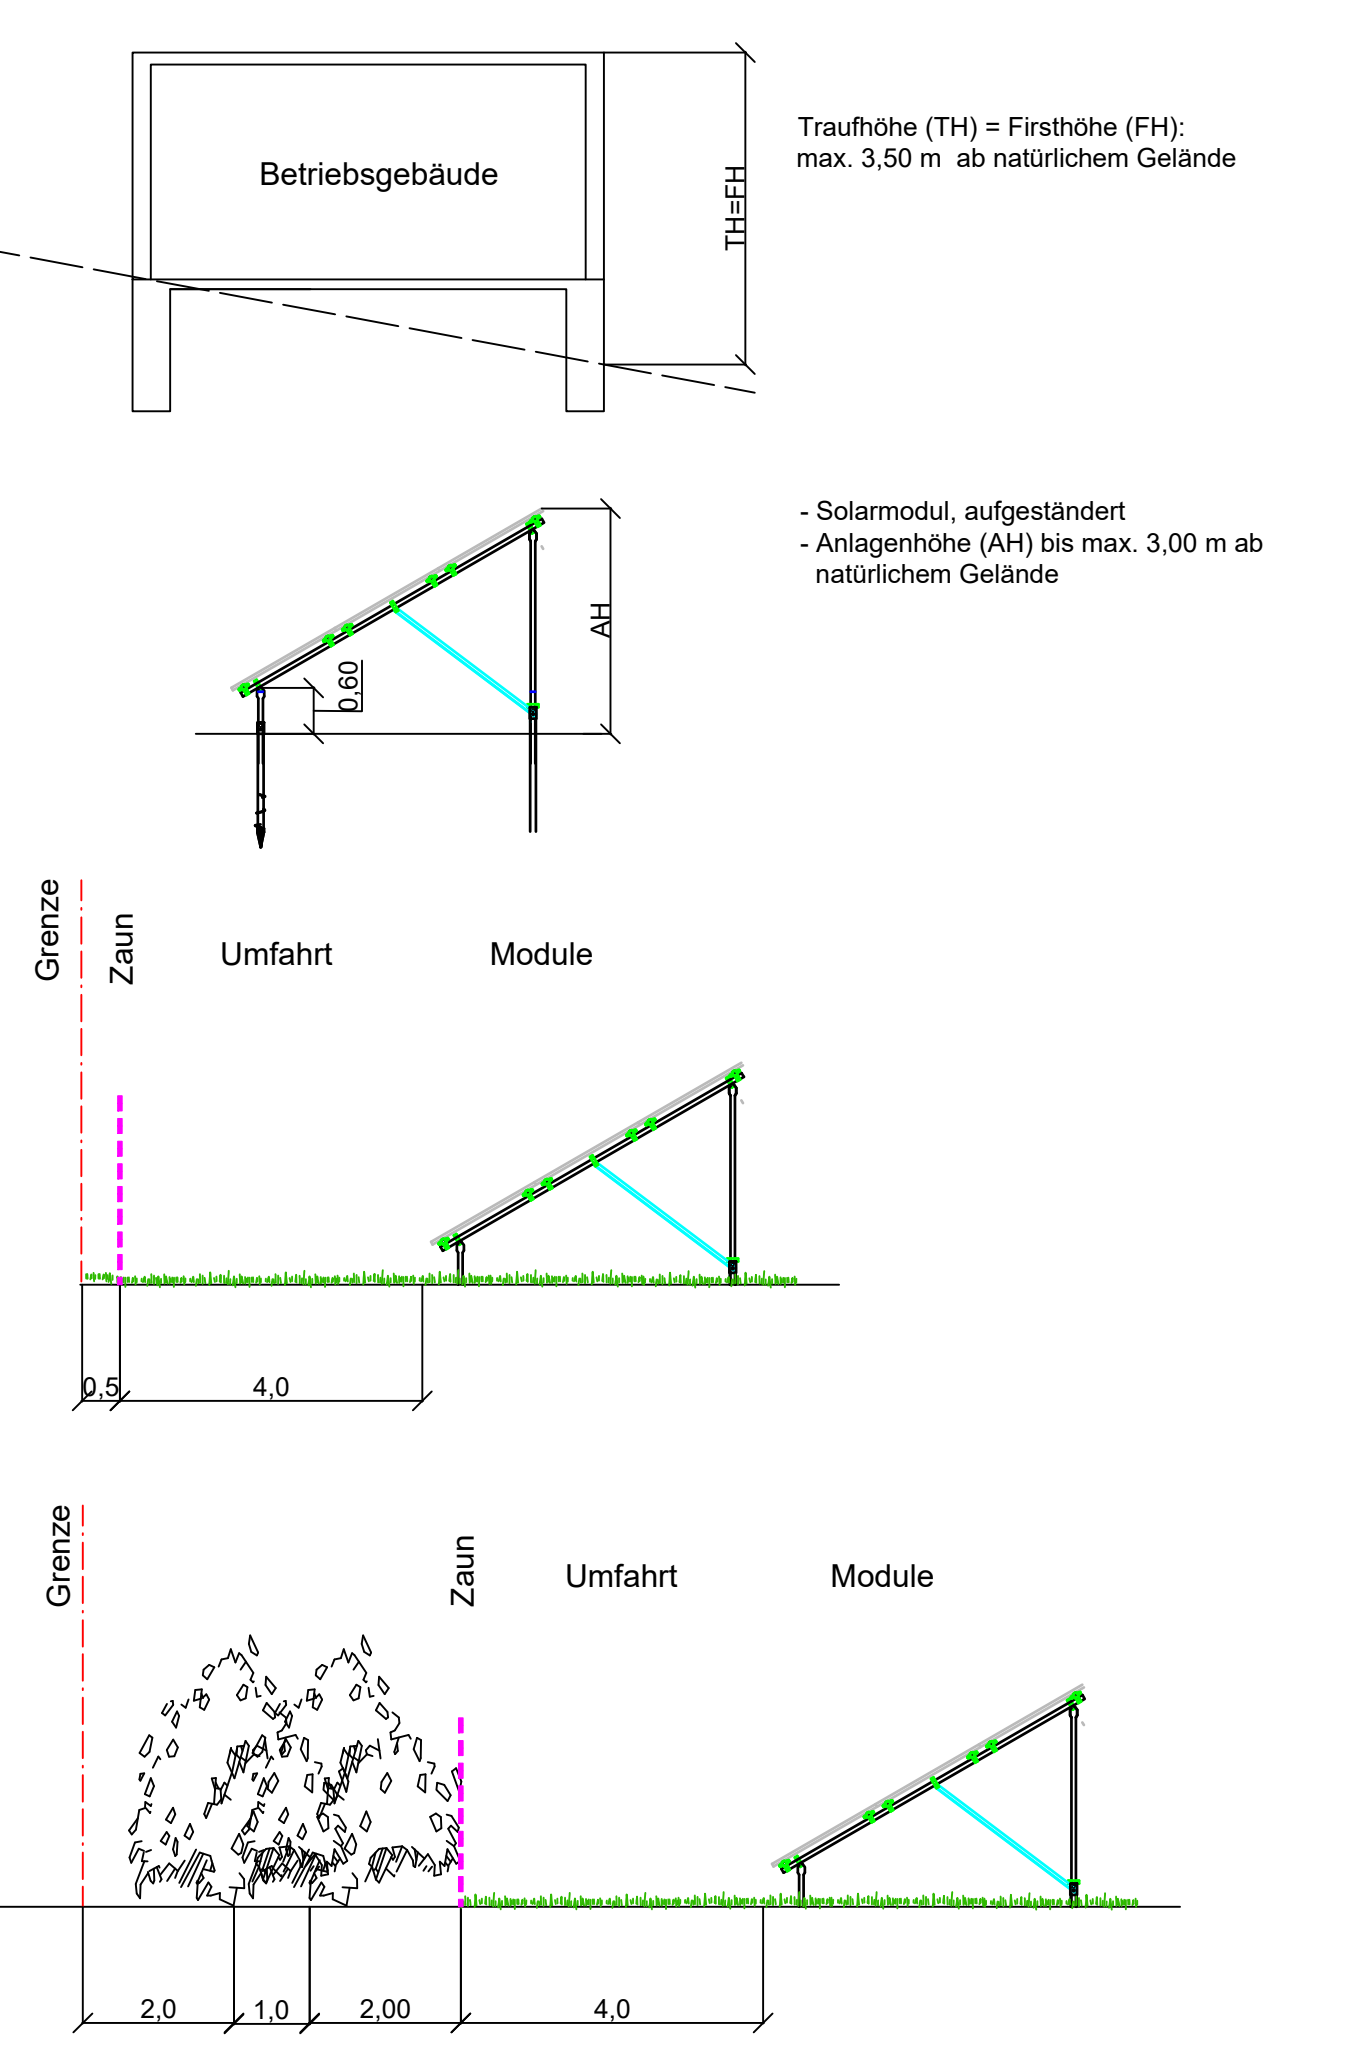 Traufhöhe (TH) = Firsthöhe (FH):
max. 3,50 m  ab natürlichem Gelände
Betriebsgebäude
TH=FH
- Solarmodul, aufgeständert
- Anlagenhöhe (AH) bis max. 3,00 m ab
natürlichem Gelände
AH
0,60
Grenze
Zaun
Umfahrt
Module
0,5
4,0
Grenze
Zaun
Umfahrt
Module
2,0
1,0
2,00
4,0